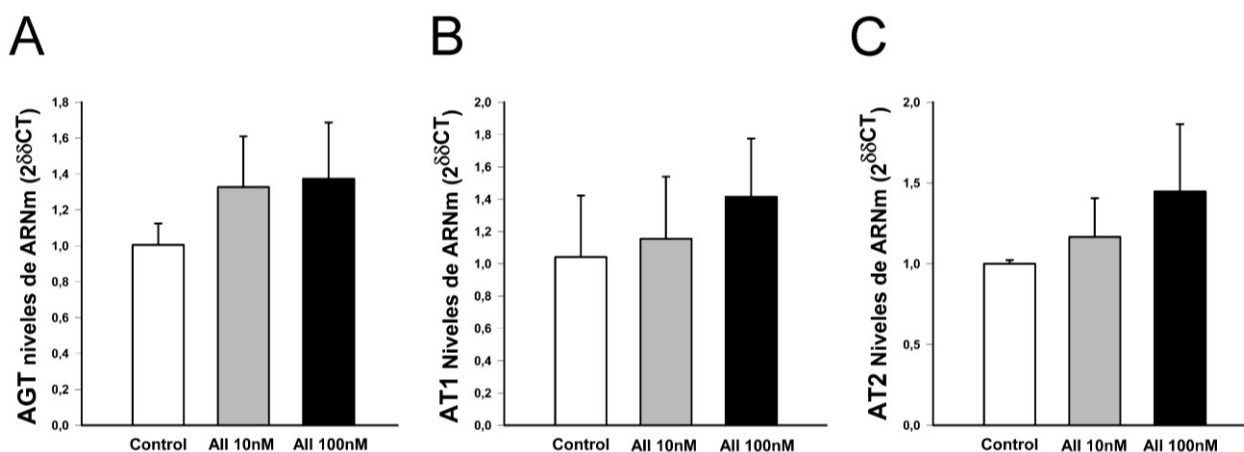 A
B
C
AGT niveles de ARNm (2δδCT)
1,8
1,6
1,4
1,2
1,0
0,8
0,6
0,4
0,2
0,0
Control
AII 10nM
AII 100nM
AT1 Niveles de ARNm (2δδCT)
2,0
1,8
1,6
1,4
1,2
1,0
0,8
0,6
0,4
0,2
0,0
Control
AII 10nM
AII 100nM
AT2 Niveles de ARNm (2δδCT)
2,0
1,5
1,0
0,5
0,0
Control
AII 10nM
AII 100nM